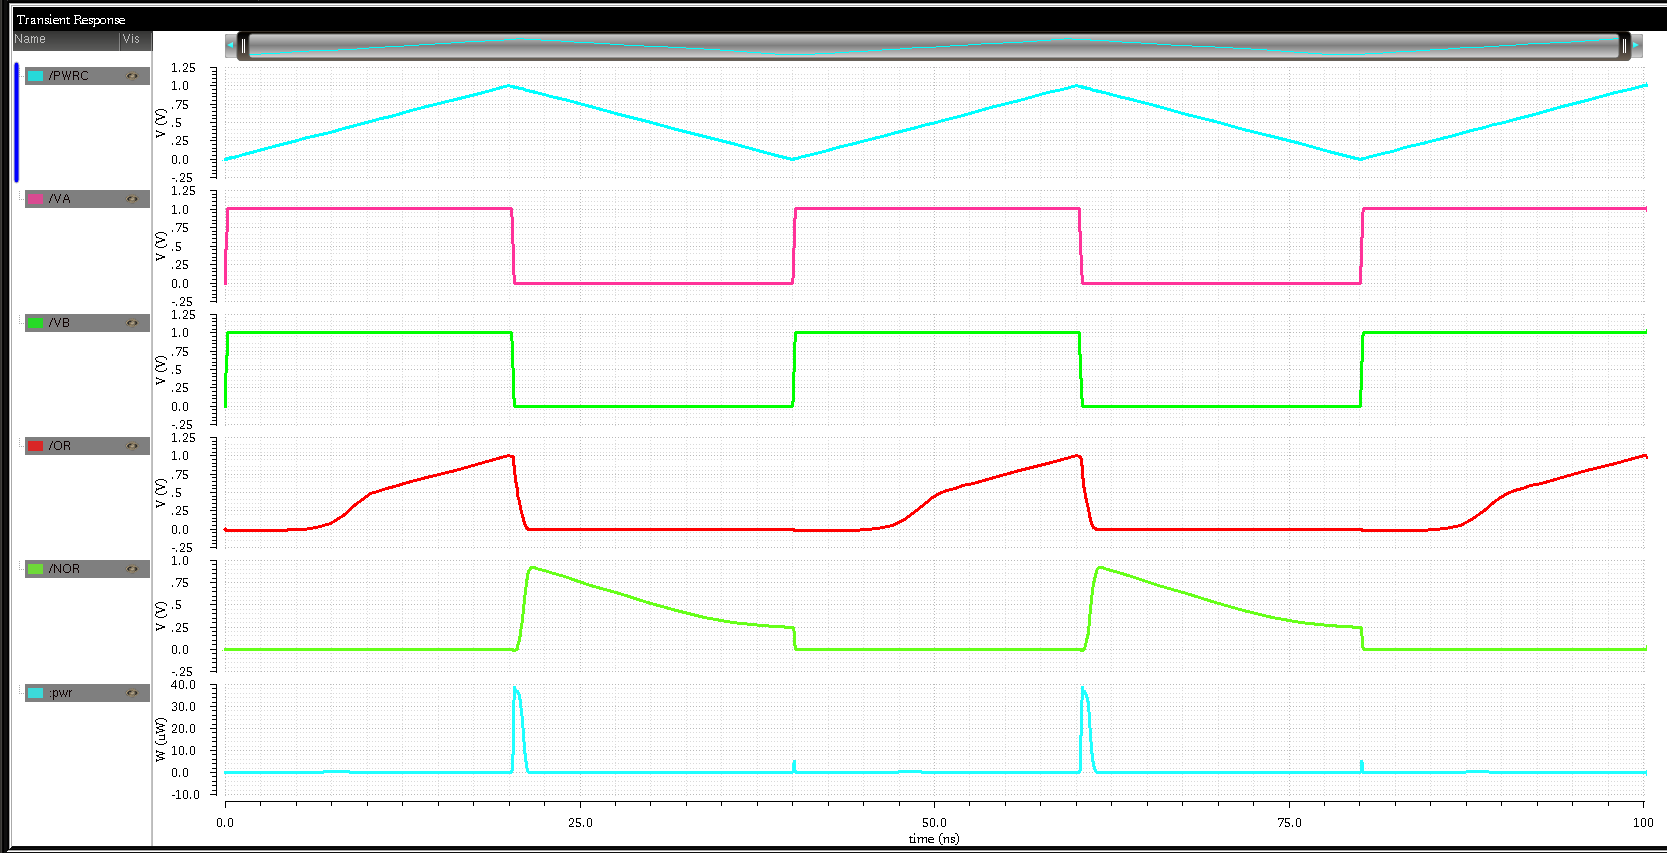 Transient Response
Name Vis
/PWRC
1.25
1.0
.75
.5
.25
0.0
-.25
V (V)
/VA
1.25
1.0
.75
.5
.25
0.0
-.25
V (V)
/VB
1.25
1.0
.75
.5
.25
0.0
-.25
V (V)
/OR
1.25
1.0
.75
.5
.25
0.0
-.25
V (V)
/NOR
1.0
.75
.5
.25
0.0
-.25
V (V)
:pwr
40.0
30.0
20.0
10.0
0.0
-10.0
W (uW)
0.0 25.0 50.0 75.0 100
time (ns)